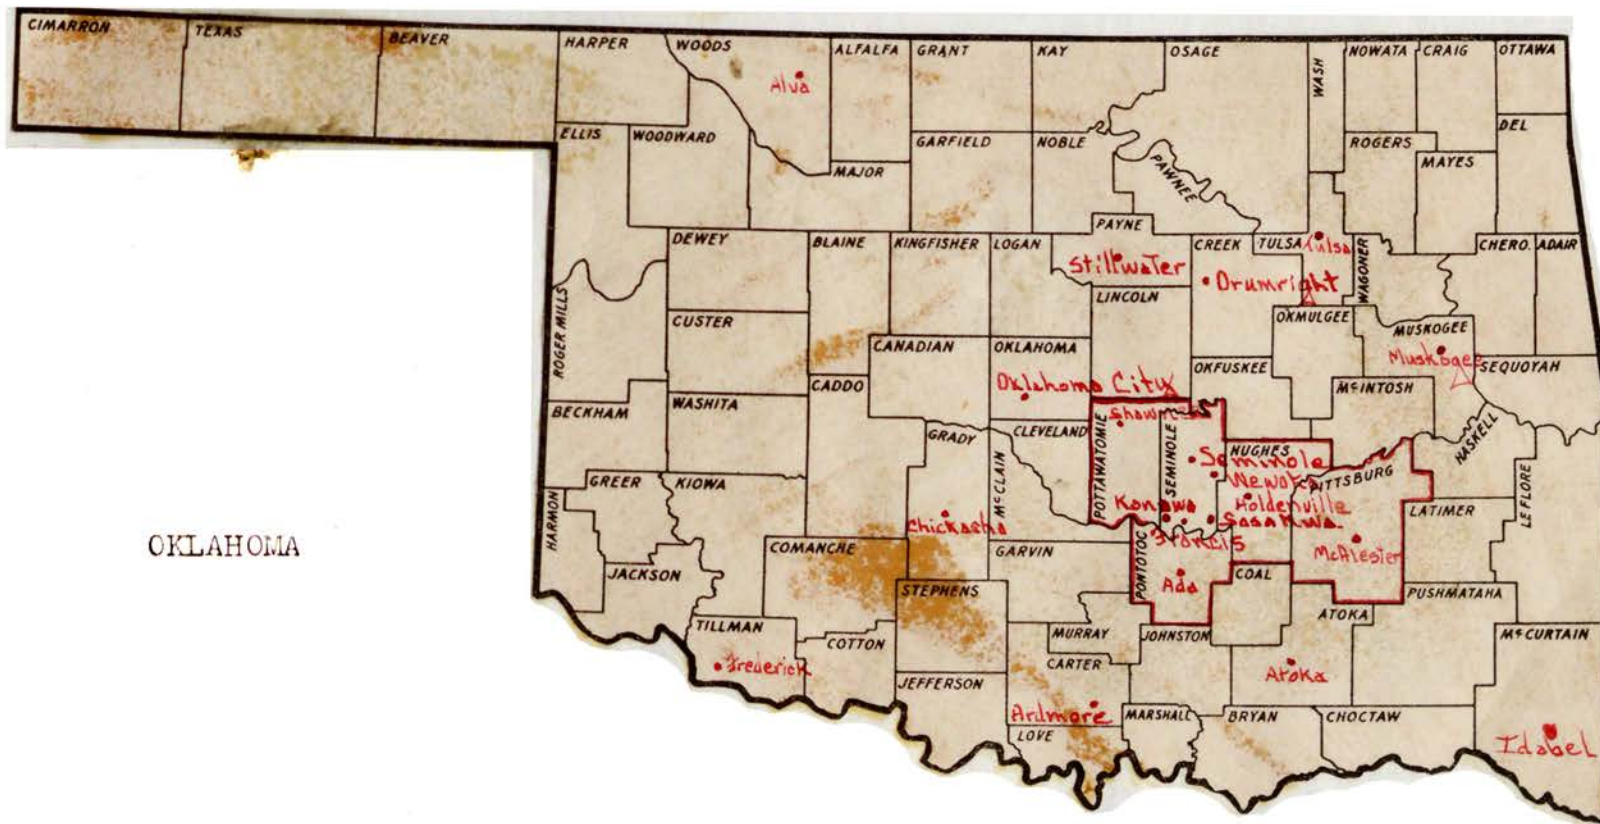 CIMARRON
TEXAS
BEAVER
HARPER
WOODS
ALFALFA
GRANT
KAY
OSAGE
WASH
NOWATA
CRAIG
OTTAWA
Alva
DEL
ELLIS
WOODWARD
GARFIELD
NOBLE
ROGERS
MAYES
MAJOR
PAWNEE
PAYNE
DEWEY
BLAINE
KINGFISHER
LOGAN
CREEK
TULSA
Tulsa
WAGONER
CHERO.
ADAIR
Stillwater
Drumright
LINCOLN
ROGER MILLS
CUSTER
OKMULGEE
MUSKOGEE
CANADIAN
OKLAHOMA
Muskogee
SEQUOYAH
OKFUSKEE
CADDO
Oklahoma City
McINTOSH
BECKHAM
WASHITA
Shawnee
GRADY
CLEVELAND
McCLAIN
POTTAWATOMIE
SEMINOLE
HUGHES
HASKELL
Seminole
Wewoka
PITTSBURG
GREER
KIOWA
HARMON
Konawa
Holdenville
LATIMER
LE FLORE
Chickasha
Sasakwa
Francis
OKLAHOMA
COMANCHE
GARVIN
PONTOTOC
McAlester
JACKSON
Ada
COAL
STEPHENS
PUSHMATAHA
TILLMAN
COTTON
MURRAY
JOHNSTON
ATOKA
McCURTAIN
Frederick
CARTER
Atoka
JEFFERSON
Ardmore
MARSHALL
BRYAN
CHOCTAW
LOVE
Idabel